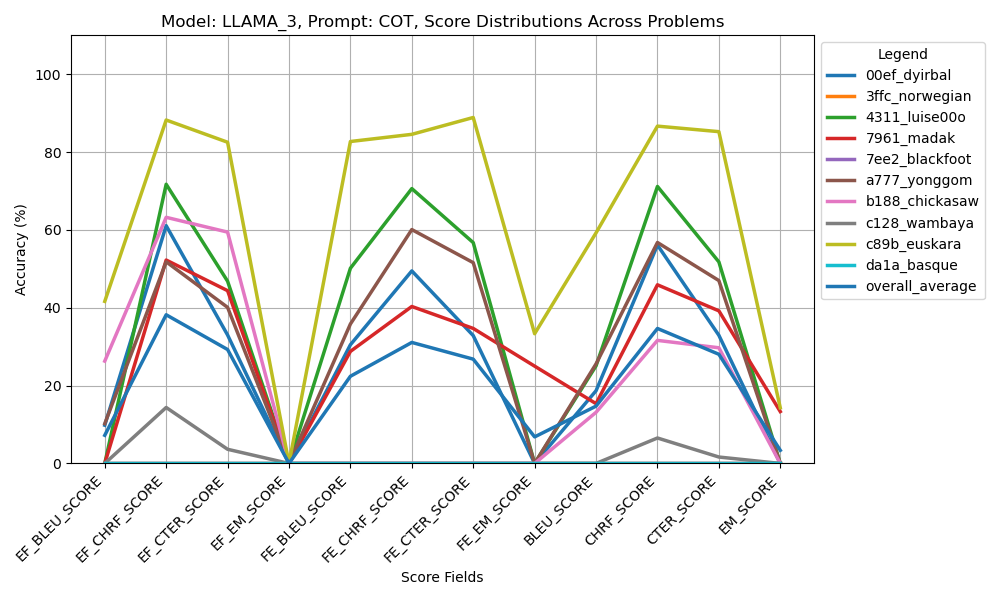 Model: LLAMA_3, Prompt: COT, Score Distributions Across Problems
Accuracy (%)
100
80
60
40
20
0
EF_BLEU_SCORE
EF_CHRF_SCORE
EF_CTER_SCORE
EF_EM_SCORE
FE_BLEU_SCORE
FE_CHRF_SCORE
FE_CTER_SCORE
FE_EM_SCORE
BLEU_SCORE
CHRF_SCORE
CTER_SCORE
EM_SCORE
Score Fields
Legend
00ef_dyirbal
3ffc_norwegian
4311_luise00o
7961_madak
7ee2_blackfoot
a777_yonggom
b188_chickasaw
c128_wambaya
c89b_euskara
da1a_basque
overall_average